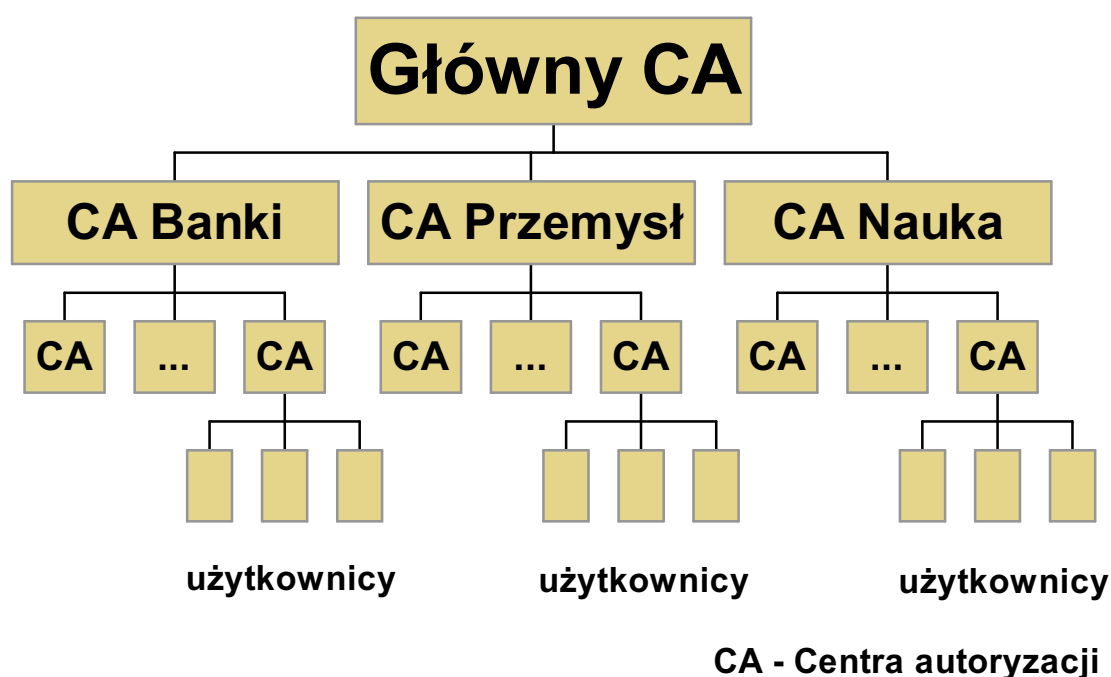 Główny CA
CA Banki CA Przemysł CA Nauka
CA ... CA CA ... CA CA ... CA
użytkownicy użytkownicy użytkownicy
CA - Centra autoryzacji